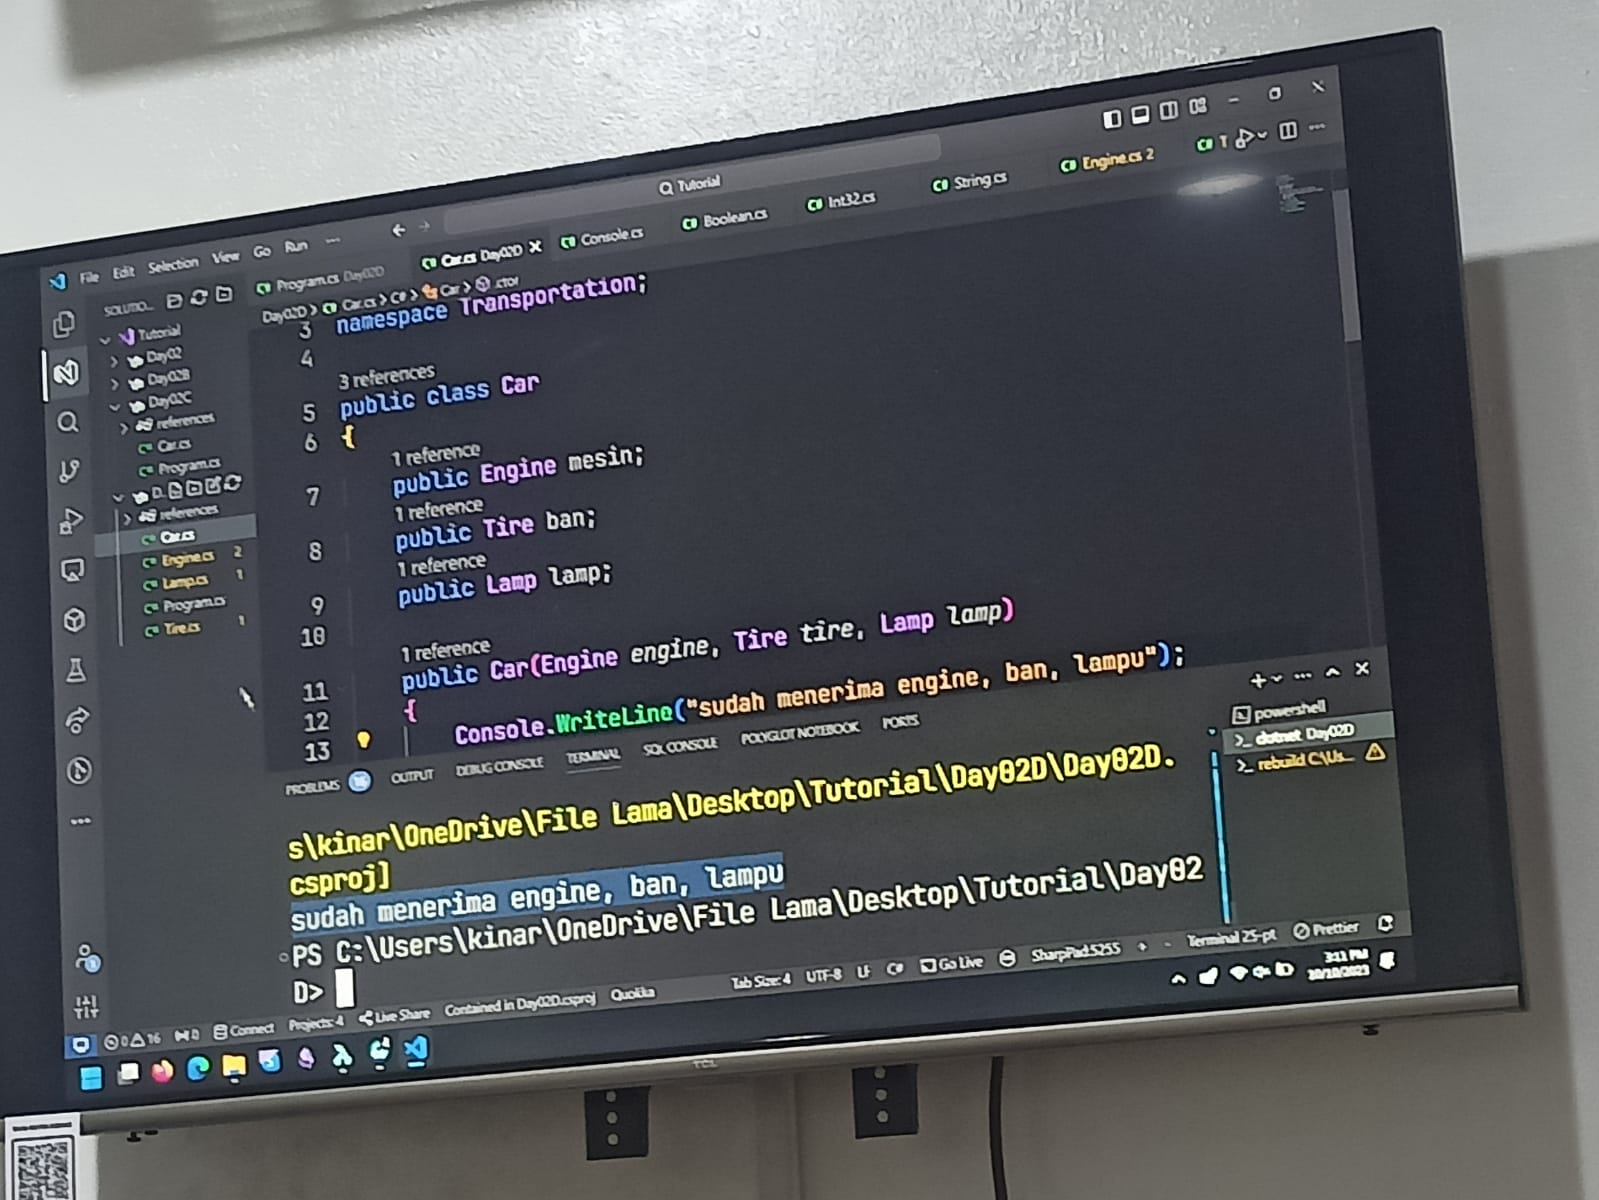 Tutorial
File Edit Selection View Go Run ...
Program.cs Day02D
Car.cs Day02D
Console.cs
Boolean.cs
Int32.cs
String.cs
Engine.cs 2
T
SOLUTIO...
Tutorial
Day02
Day02B
Day02C
references
Car.cs
Program.cs
D.
references
Car.cs
Engine.cs 2
Lamp.cs 1
Program.cs
Tire.cs 1
Day02D > Car.cs > C# > Car > .ctor
3 namespace Transportation;
4
3 references
5 public class Car
6 {
1 reference
7 public Engine mesin;
1 reference
8 public Tire ban;
1 reference
9 public Lamp lamp;
10
1 reference
11 public Car(Engine engine, Tire tire, Lamp lamp)
12 {
13 Console.WriteLine("sudah menerima engine, ban, lampu");
PROBLEMS 16 OUTPUT DEBUG CONSOLE TERMINAL SQL CONSOLE POLYGLOT NOTEBOOK PORTS
s\kinar\OneDrive\File Lama\Desktop\Tutorial\Day02D\Day02D.
csproj]
sudah menerima engine, ban, lampu
PS C:\Users\kinar\OneDrive\File Lama\Desktop\Tutorial\Day02
D>
powershell
dotnet Day02D
rebuild C:\Us...
0 16 0 Connect Projects: 4 Live Share Contained in Day02D.csproj Quokka Tab Size: 4 UTF-8 LF C# Go Live SharpPad:5255 + - Terminal 25-pt Prettier
3:11 PM
TCL